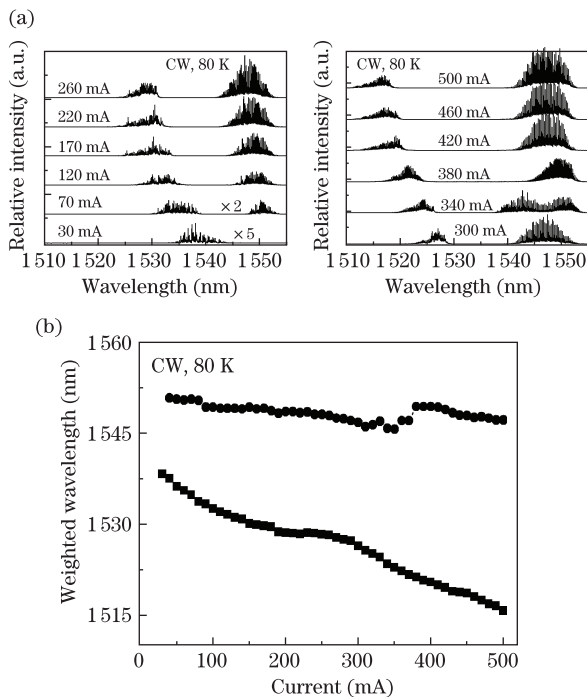 (a)
Relative intensity (a.u.)
CW, 80 K
260 mA
220 mA
170 mA
120 mA
70 mA
×2
30 mA
×5
1 510 1 520 1 530 1 540 1 550
Wavelength (nm)
Relative intensity (a.u.)
CW, 80 K
500 mA
460 mA
420 mA
380 mA
340 mA
300 mA
1 510 1 520 1 530 1 540 1 550
Wavelength (nm)
(b)
Weighted wavelength (nm)
CW, 80 K
1 560
1 545
1 530
1 515
0 100 200 300 400 500
Current (mA)